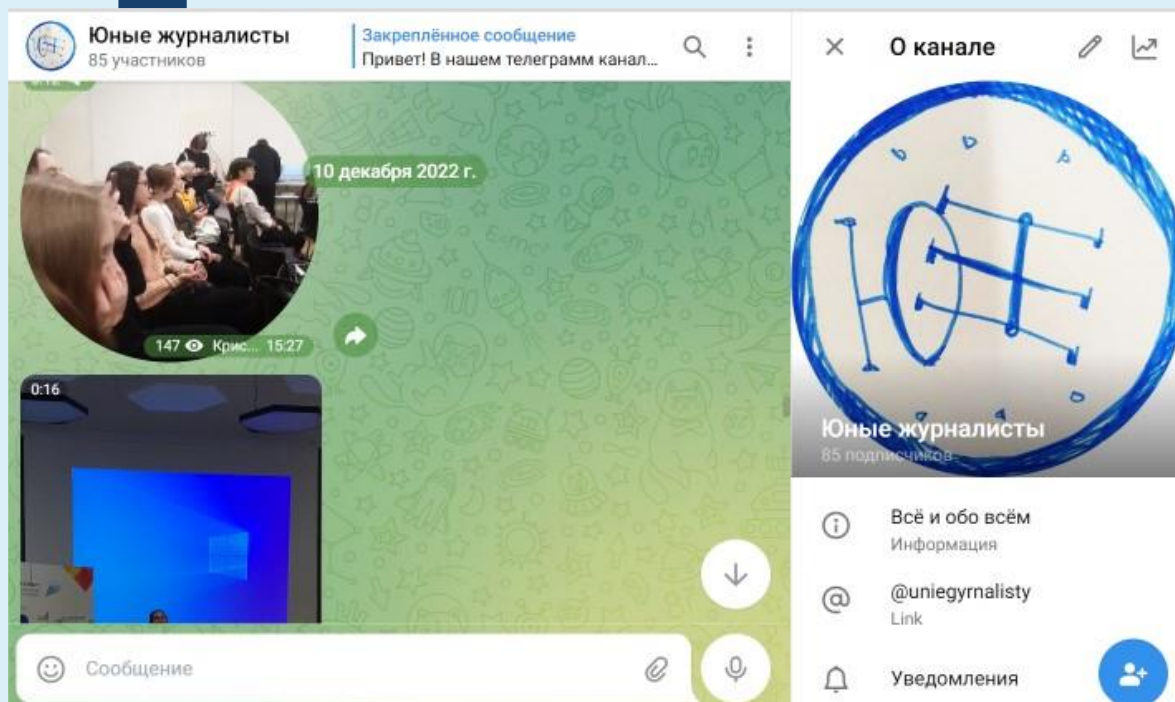 Юные журналисты
85 участников
Закреплённое сообщение
Привет! В нашем телеграмм канал...
10 декабря 2022 г.
147 Крис... 15:27
0:16
Сообщение
О канале
Юные журналисты
85 подписчиков
Всё и обо всём
Информация
@uniegyrnalisty
Link
Уведомления